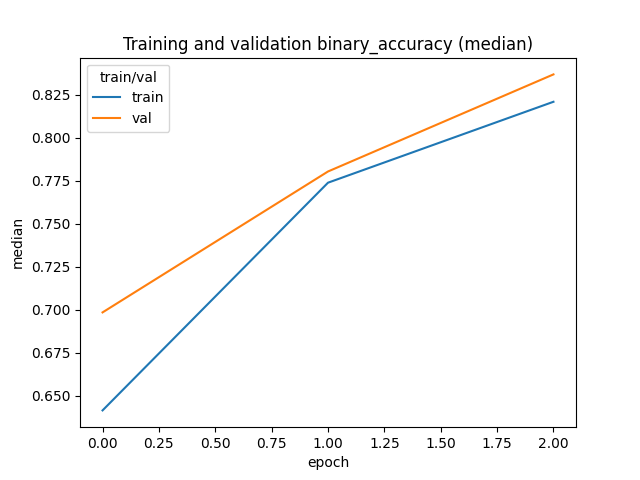 Training and validation binary_accuracy (median)
train/val
train
val
median
0.825
0.800
0.775
0.750
0.725
0.700
0.675
0.650
0.00 0.25 0.50 0.75 1.00 1.25 1.50 1.75 2.00
epoch